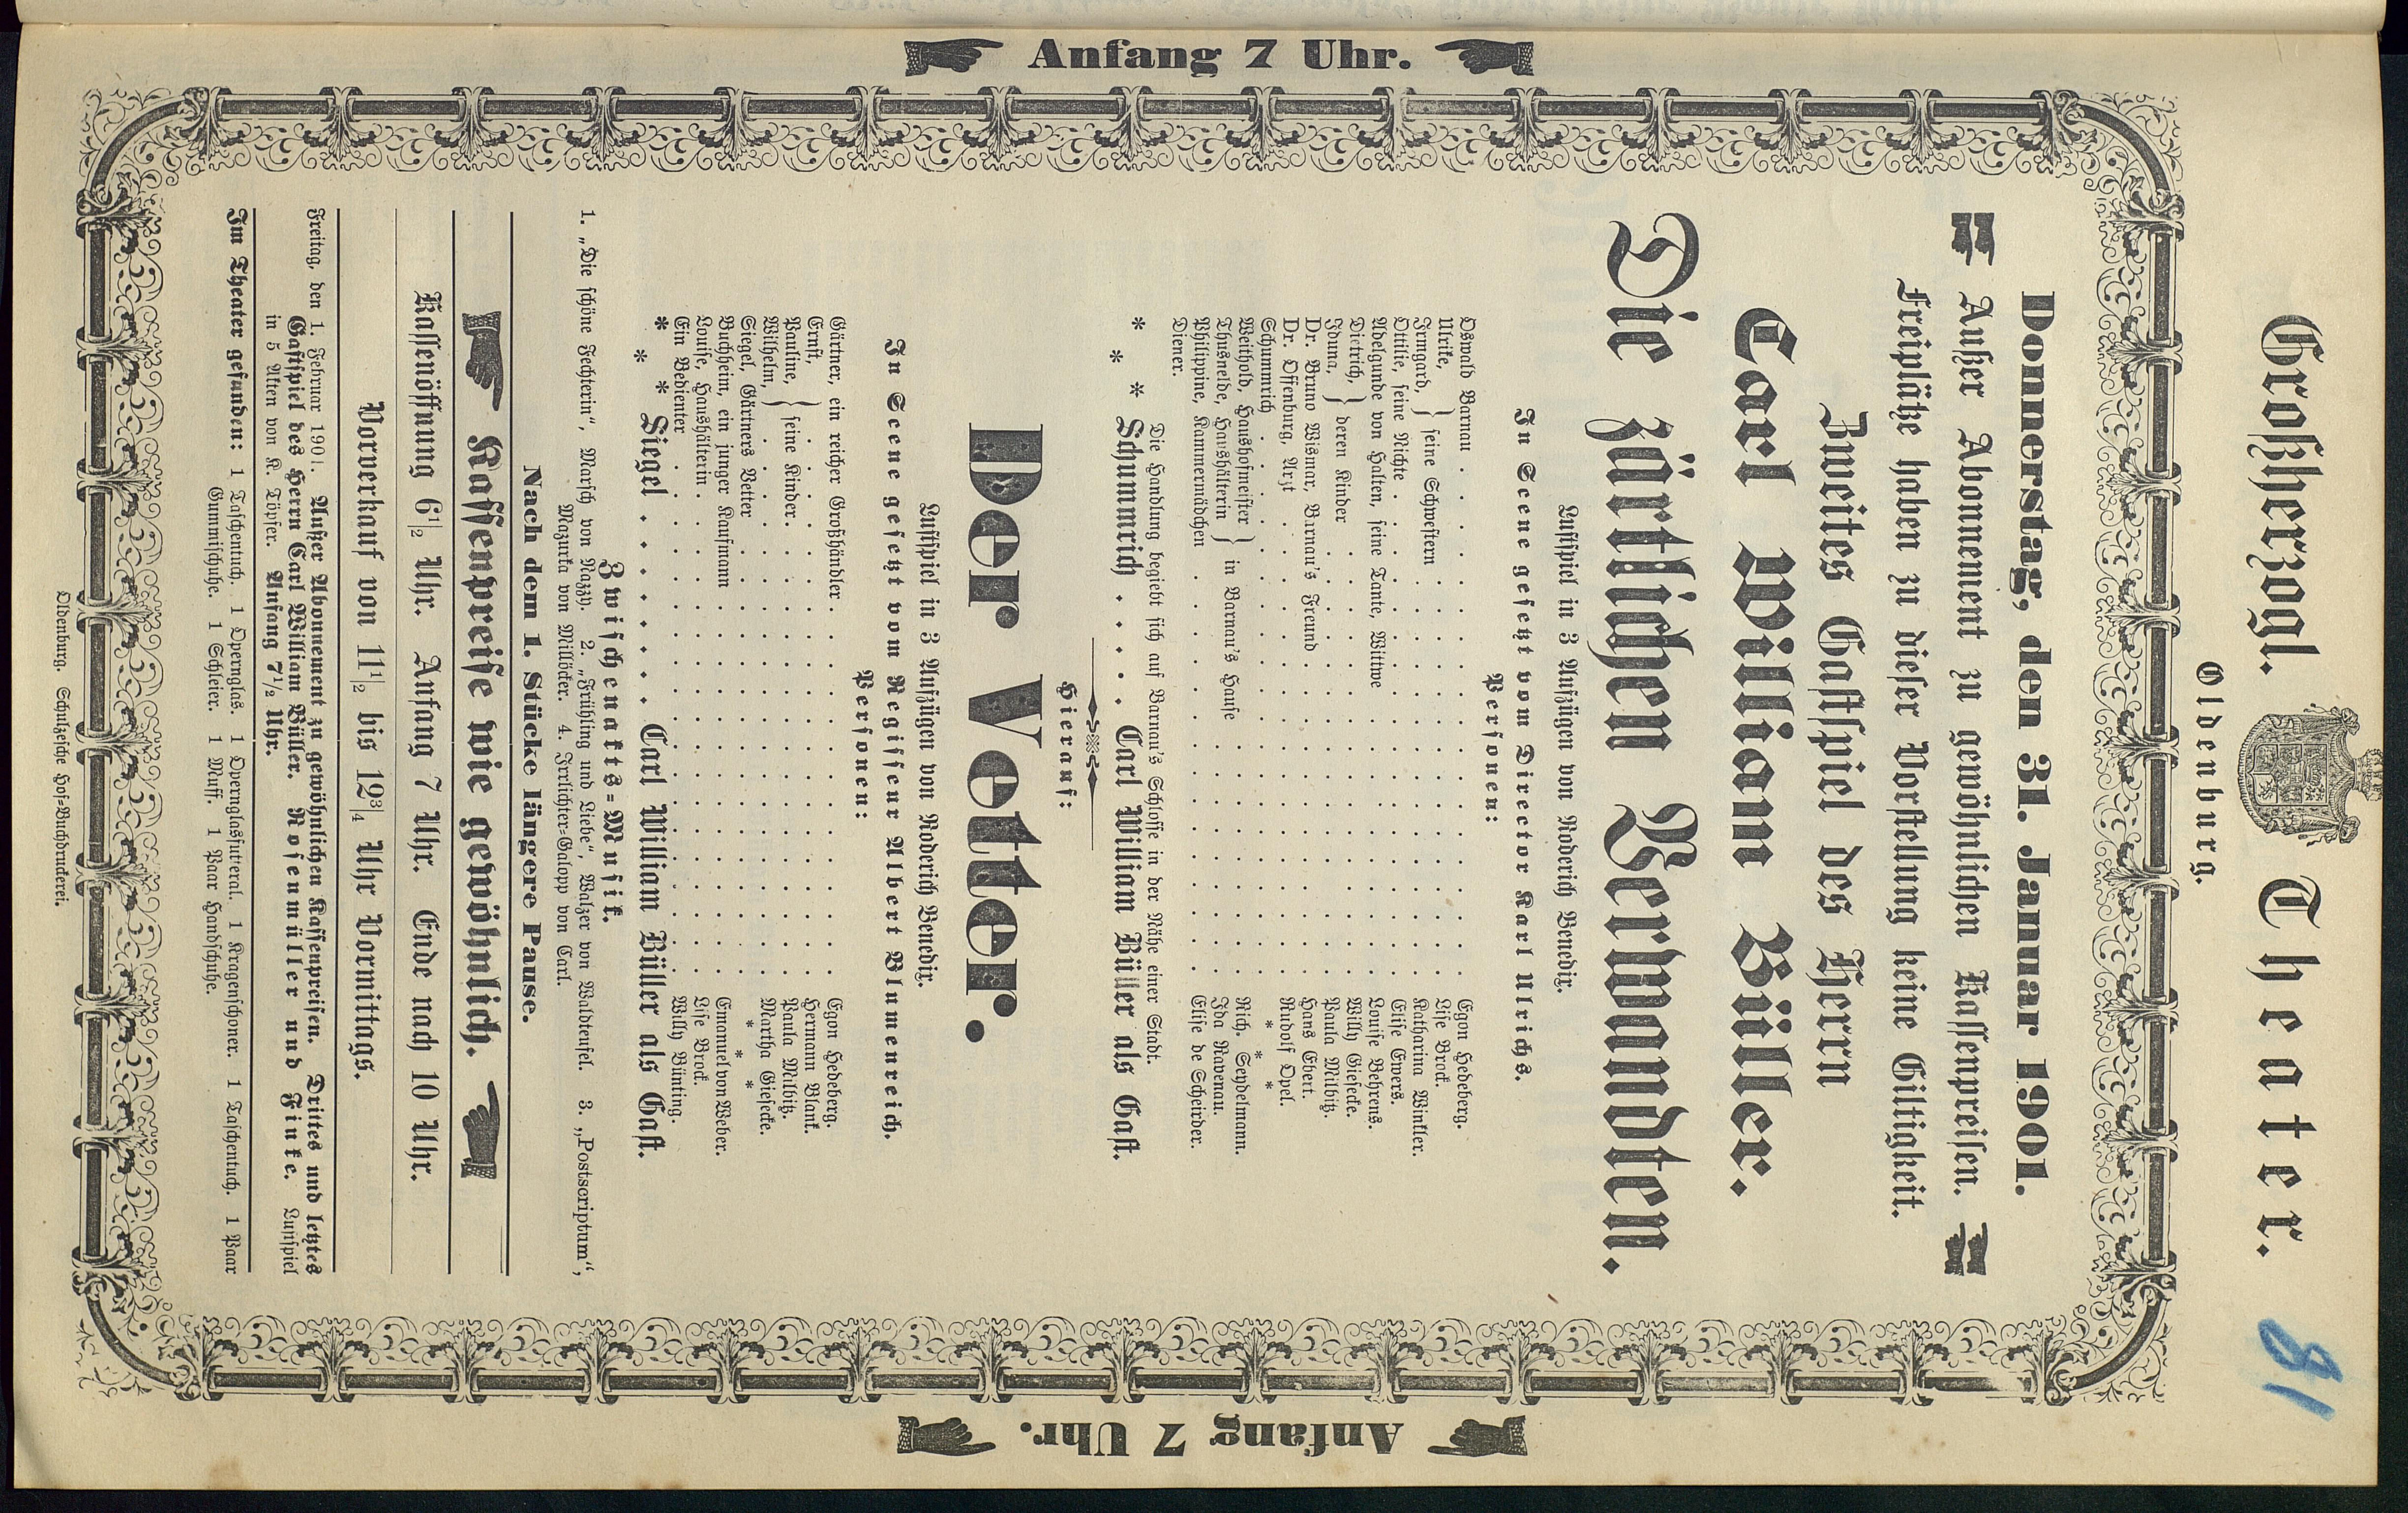 Großherzogl. Theater.
81
Oldenburg.
Anfang 7 Uhr.
Donnerstag, den 31. Januar 1901.
Außer Abonnement zu gewöhnlichen Kassenpreisen.
Freiplätze haben zu dieser Vorstellung keine Giltigkeit.
Zweites Gastspiel des Herrn
Carl William Büller.
Die zärtlichen Verwandten.
Lustspiel in 3 Aufzügen von Roderich Benedix.
In Scene gesetzt vom Director Karl Ulrichs.
Personen:
Oswald Barnau . . . . Egon Hedeberg.
Ulrike, } seine Schwestern . . . . Lise Brock.
Irmgard, } . . . . Katharina Winkler.
Ottilie, seine Nichte . . . . Elise Ewers.
Adelgunde von Halten, seine Tante, Wittwe . . . . Louise Behrens.
Dietrich, } deren Kinder . . . . Willy Giesecke.
Iduna, } . . . . Paula Milbitz.
Dr. Bruno Wismar, Barnau's Freund . . . . Hans Ebert.
Dr. Offenburg, Arzt . . . . Rudolf Opel.
Schummrich . . . . * * *
Weithold, Haushofmeister } in Barnau's Hause . . . . Rich. Seydelmann.
Thusnelde, Haushälterin } . . . . Ida Ravenau.
Philippine, Kammermädchen . . . . Elise de Scheirder.
Diener.
Die Handlung begiebt sich auf Barnau's Schlosse in der Nähe einer Stadt.
* * * Schummrich . . . . Carl William Büller als Gast.
Hierauf:
Der Vetter.
Lustspiel in 3 Aufzügen von Roderich Benedix.
In Scene gesetzt vom Regisseur Albert Blumenreich.
Personen:
Gärtner, ein reicher Großhändler . . . . Egon Hedeberg.
Ernst, } . . . . Hermann Blank.
Pauline, } seine Kinder . . . . Paula Milbitz.
Wilhelm, } . . . . Martha Giesecke.
Siegel, Gärtners Vetter . . . . * * *
Buchheim, ein junger Kaufmann . . . . Emanuel von Weber.
Louise, Haushälterin . . . . Lise Brock.
Ein Bedienter . . . . Willy Bünting.
* * * Siegel . . . . . . Carl William Büller als Gast.
Zwischenakts=Musik.
1. „Die schöne Fechterin“, Marsch von Nazzy. 2. „Frühling und Liebe“, Walzer von Waldteufel. 3. „Postscriptum“,
Mazurka von Millöcker. 4. Irrlichter=Galopp von Carl.
Nach dem 1. Stücke längere Pause.
Kassenpreise wie gewöhnlich.
Kassenöffnung 6½ Uhr. Anfang 7 Uhr. Ende nach 10 Uhr.
Vorverkauf von 11½ bis 12¾ Uhr Vormittags.
Freitag, den 1. Februar 1901. Außer Abonnement zu gewöhnlichen Kassenpreisen. Drittes und letztes
Gastspiel des Herrn Carl William Büller. Rosenmüller und Finke. Lustspiel
in 5 Akten von K. Töpfer. Anfang 7½ Uhr.
Im Theater gefunden: 1 Taschentuch. 1 Opernglas. 1 Opernglasfutteral. 1 Kragenschoner. 1 Taschentuch. 1 Paar
Gummischuhe. 1 Schleier. 1 Muff. 1 Paar Handschuhe.
Anfang 7 Uhr.
Oldenburg. Schulzesche Hof=Buchdruckerei.